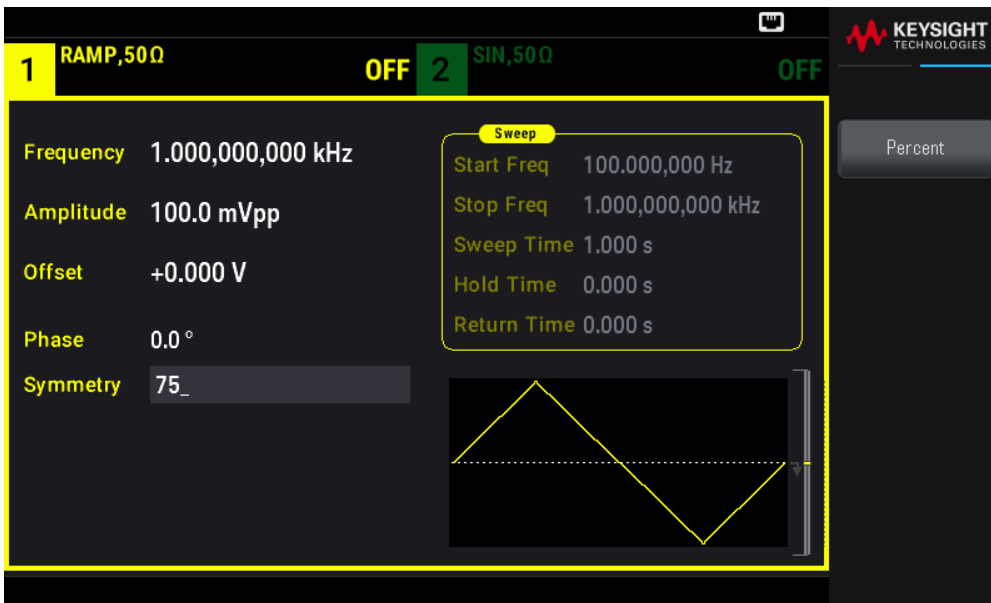 KEYSIGHT
TECHNOLOGIES
1 RAMP,50Ω OFF 2 SIN,50Ω OFF
Frequency 1.000,000,000 kHz
Amplitude 100.0 mVpp
Offset +0.000 V
Phase 0.0 °
Symmetry 75_
Sweep
Start Freq 100.000,000 Hz
Stop Freq 1.000,000,000 kHz
Sweep Time 1.000 s
Hold Time 0.000 s
Return Time 0.000 s
Percent